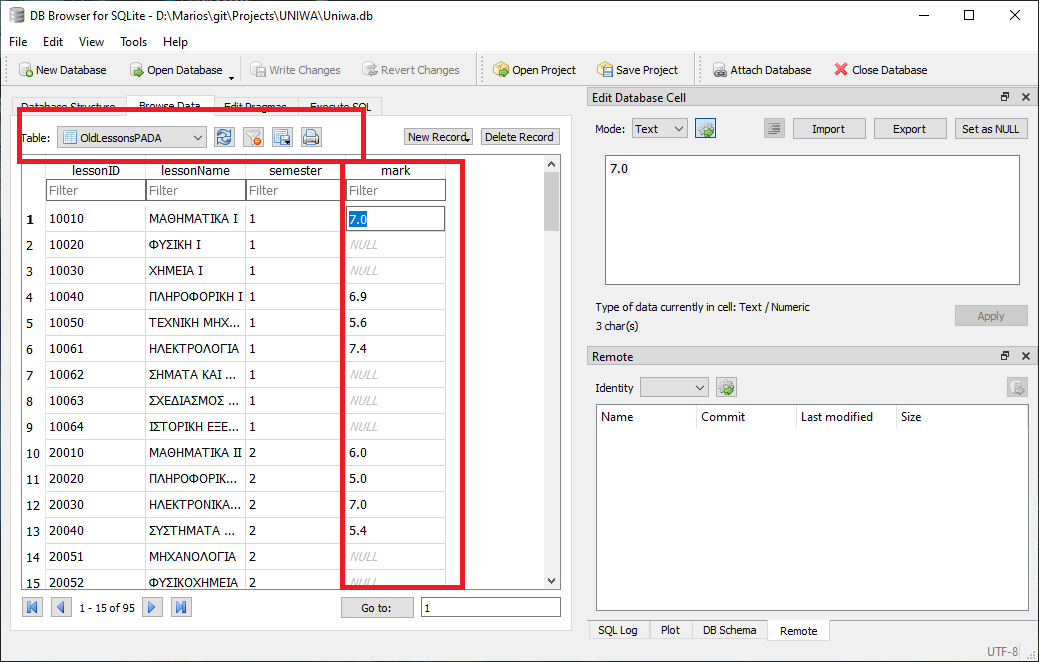 DB Browser for SQLite - D:\Marios\git\Projects\UNIWA\Uniwa.db
File Edit View Tools Help
New Database Open Database Write Changes Revert Changes Open Project Save Project Attach Database Close Database
Database Structure Browse Data Edit Pragmas Execute SQL
Table: OldLessonsPADA New Record Delete Record
lessonID lessonName semester mark
Filter Filter Filter Filter
1 10010 ΜΑΘΗΜΑΤΙΚΑ Ι 1 7.0
2 10020 ΦΥΣΙΚΗ Ι 1 NULL
3 10030 ΧΗΜΕΙΑ Ι 1 NULL
4 10040 ΠΛΗΡΟΦΟΡΙΚΗ Ι 1 6.9
5 10050 ΤΕΧΝΙΚΗ ΜΗΧ... 1 5.6
6 10061 ΗΛΕΚΤΡΟΛΟΓΙΑ 1 7.4
7 10062 ΣΗΜΑΤΑ ΚΑΙ ... 1 NULL
8 10063 ΣΧΕΔΙΑΣΜΟΣ ... 1 NULL
9 10064 ΙΣΤΟΡΙΚΗ ΕΞΕ... 1 NULL
10 20010 ΜΑΘΗΜΑΤΙΚΑ ΙΙ 2 6.0
11 20020 ΠΛΗΡΟΦΟΡΙΚ... 2 5.0
12 20030 ΗΛΕΚΤΡΟΝΙΚΑ... 2 7.0
13 20040 ΣΥΣΤΗΜΑΤΑ ... 2 5.4
14 20051 ΜΗΧΑΝΟΛΟΓΙΑ 2 NULL
15 20052 ΦΥΣΙΚΟΧΗΜΕΙΑ 2 NULL
1 - 15 of 95 Go to: 1
Edit Database Cell
Mode: Text Import Export Set as NULL
7.0
Type of data currently in cell: Text / Numeric
3 char(s)
Apply
Remote
Identity
Name Commit Last modified Size
SQL Log Plot DB Schema Remote
UTF-8